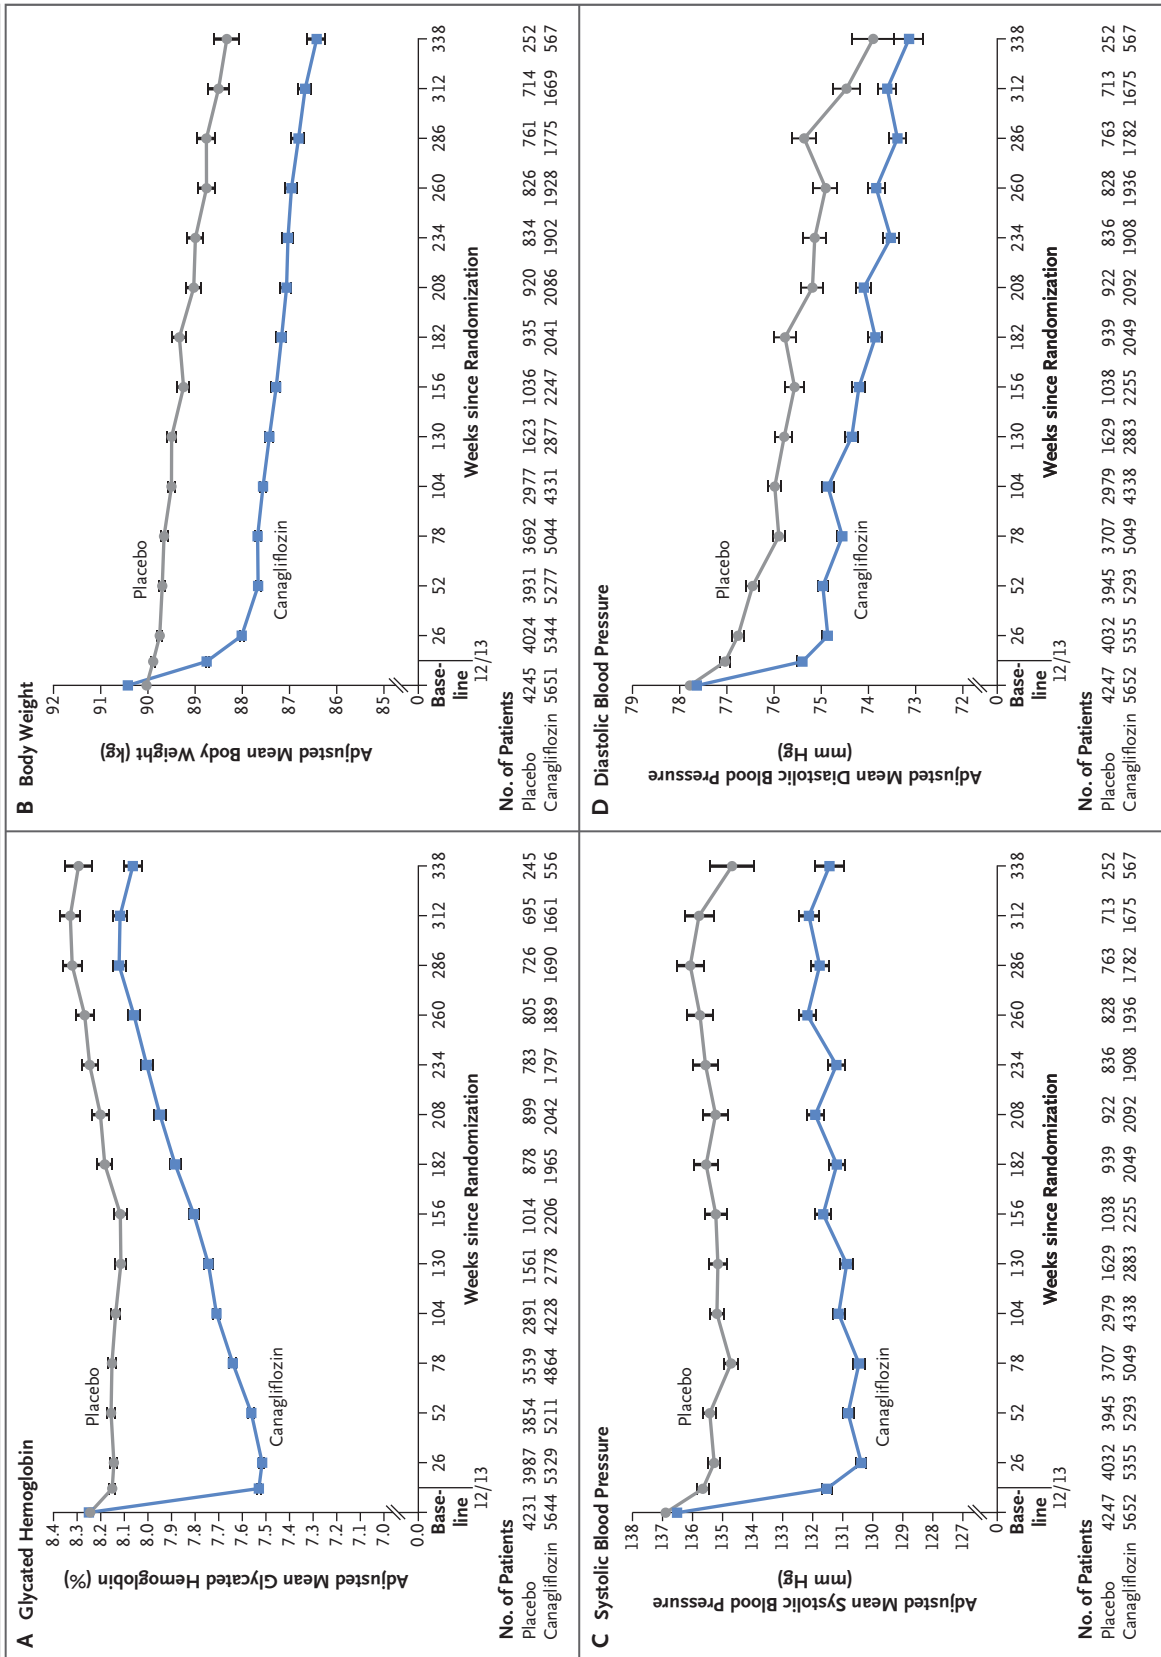 A Glycated Hemoglobin
Adjusted Mean Glycated Hemoglobin (%)
8.4
8.3
8.2
8.1
8.0
7.9
7.8
7.7
7.6
7.5
7.4
7.3
7.2
7.1
7.0
0.0
Placebo
Canagliflozin
Base-
line
12/13
26 52 78 104 130 156 182 208 234 260 286 312 338
Weeks since Randomization
No. of Patients
Placebo 4231 3987 3854 3539 2891 1561 1014 878 899 783 805 726 695 245
Canagliflozin 5644 5329 5211 4864 4228 2778 2206 1965 2042 1797 1889 1690 1661 556
B Body Weight
Adjusted Mean Body Weight (kg)
92
91
90
89
88
87
86
85
0
Placebo
Canagliflozin
Base-
line
12/13
26 52 78 104 130 156 182 208 234 260 286 312 338
Weeks since Randomization
No. of Patients
Placebo 4245 4024 3931 3692 2977 1623 1036 935 920 834 826 761 714 252
Canagliflozin 5651 5344 5277 5044 4331 2877 2247 2041 2086 1902 1928 1775 1669 567
C Systolic Blood Pressure
Adjusted Mean Systolic Blood Pressure
(mm Hg)
138
137
136
135
134
133
132
131
130
129
128
127
0
Placebo
Canagliflozin
Base-
line
12/13
26 52 78 104 130 156 182 208 234 260 286 312 338
Weeks since Randomization
No. of Patients
Placebo 4247 4032 3945 3707 2979 1629 1038 939 922 836 828 763 713 252
Canagliflozin 5652 5355 5293 5049 4338 2883 2255 2049 2092 1908 1936 1782 1675 567
D Diastolic Blood Pressure
Adjusted Mean Diastolic Blood Pressure
(mm Hg)
79
78
77
76
75
74
73
72
0
Placebo
Canagliflozin
Base-
line
12/13
26 52 78 104 130 156 182 208 234 260 286 312 338
Weeks since Randomization
No. of Patients
Placebo 4247 4032 3945 3707 2979 1629 1038 939 922 836 828 763 713 252
Canagliflozin 5652 5355 5293 5049 4338 2883 2255 2049 2092 1908 1936 1782 1675 567